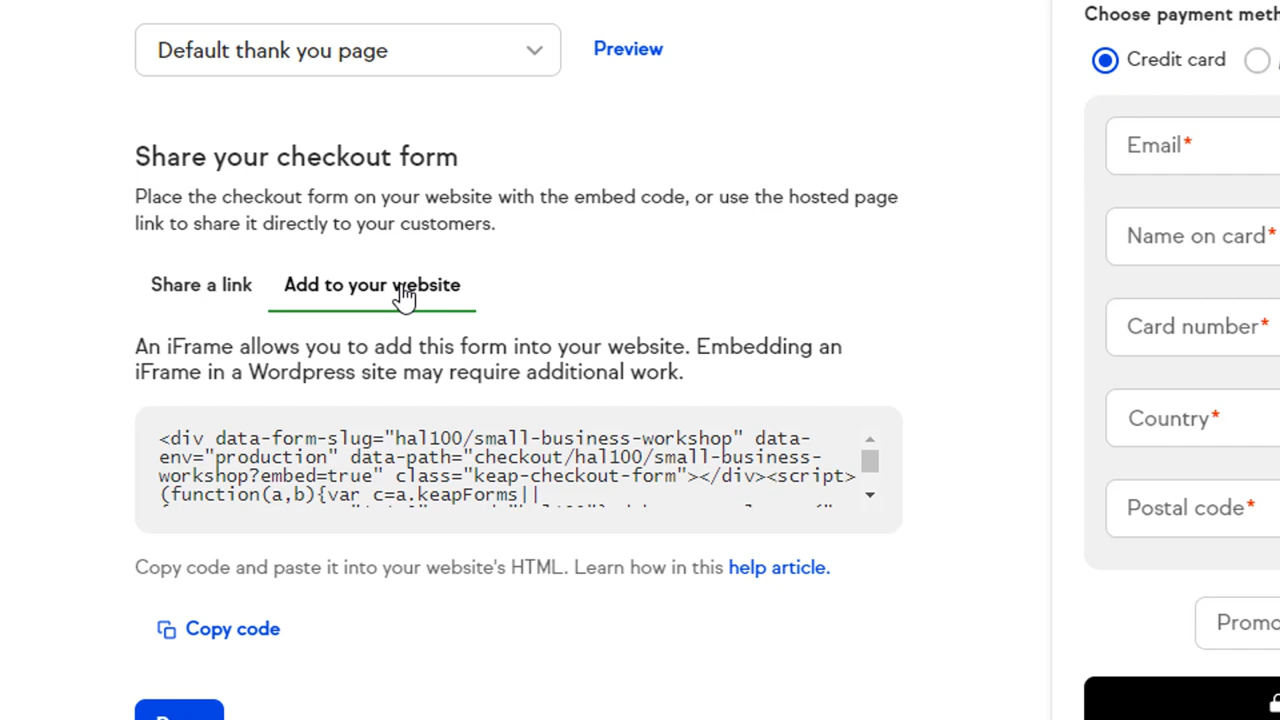 Default thank you page
Preview
Share your checkout form
Place the checkout form on your website with the embed code, or use the hosted page
link to share it directly to your customers.
Share a link
Add to your website
An iFrame allows you to add this form into your website. Embedding an
iFrame in a Wordpress site may require additional work.
<div data-form-slug="hal100/small-business-workshop" data-
env="production" data-path="checkout/hal100/small-business-
workshop?embed=true" class="keap-checkout-form"></div><script>
(function(a,b){var c=a.keapForms||
Copy code and paste it into your website's HTML. Learn how in this help article.
Copy code
Choose payment meth
Credit card
Email*
Name on card*
Card number*
Country*
Postal code*
Promo